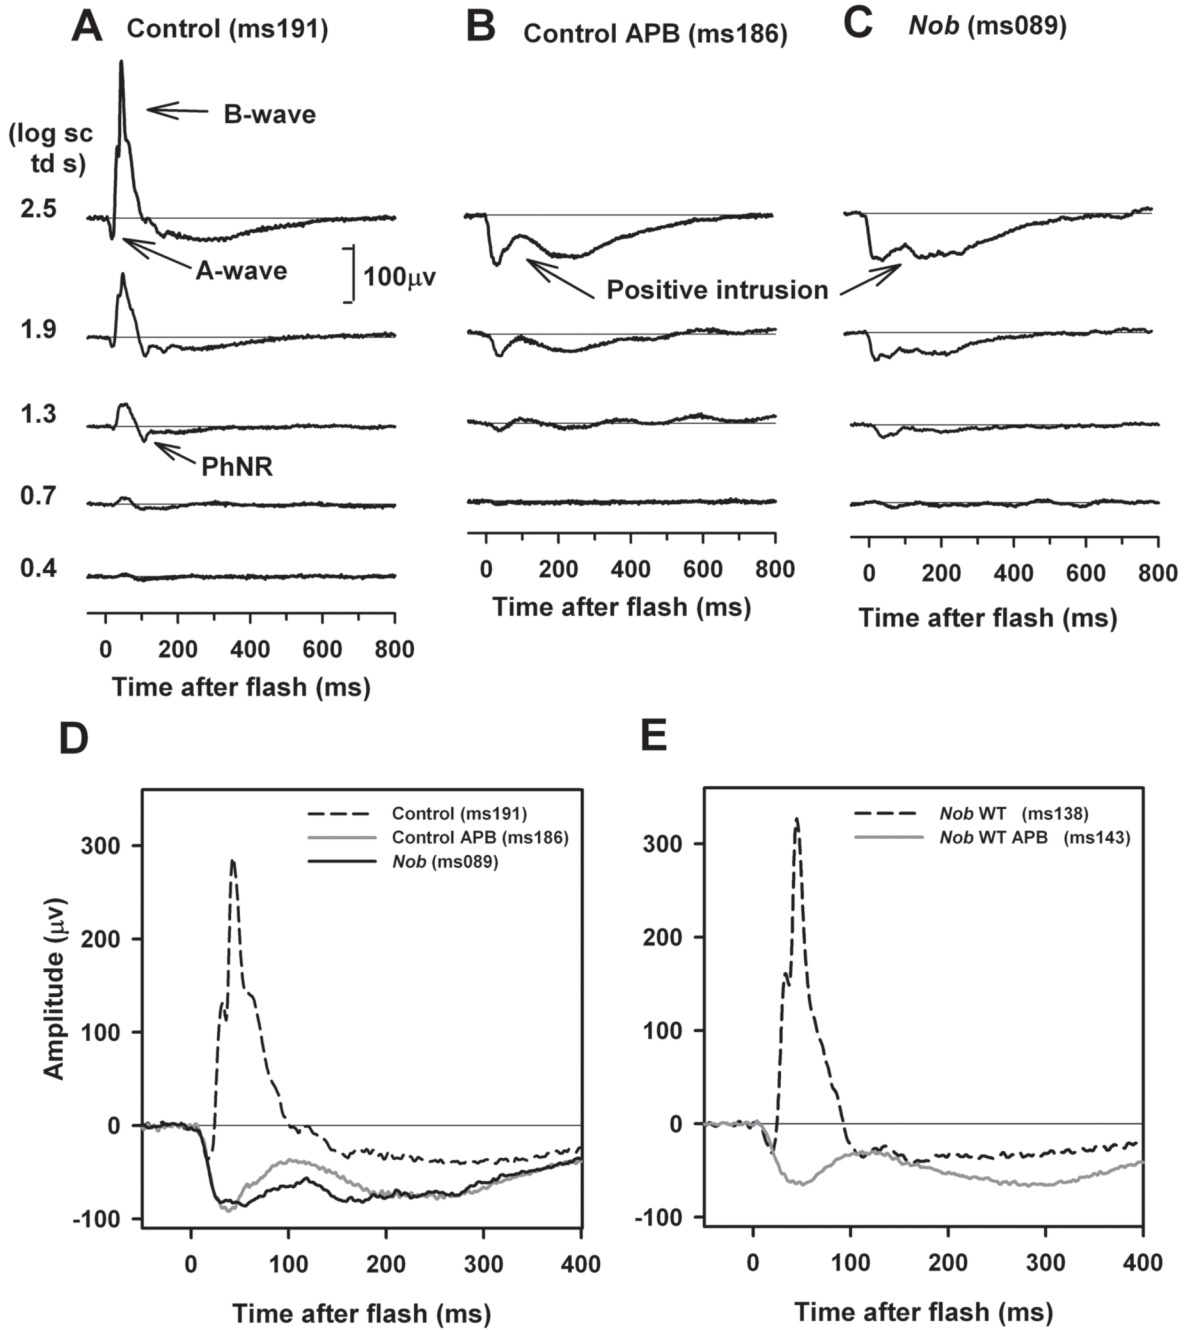 A Control (ms191)
B Control APB (ms186)
C Nob (ms089)
B-wave
(log sc
td s)
2.5
A-wave
100μv
Positive intrusion
1.9
1.3
PhNR
0.7
0.4
0 200 400 600 800
Time after flash (ms)
0 200 400 600 800
Time after flash (ms)
0 200 400 600 800
Time after flash (ms)
D
Control (ms191)
Control APB (ms186)
Nob (ms089)
300
200
100
0
-100
Amplitude (μv)
0 100 200 300 400
Time after flash (ms)
E
Nob WT (ms138)
Nob WT APB (ms143)
300
200
100
0
-100
0 100 200 300 400
Time after flash (ms)